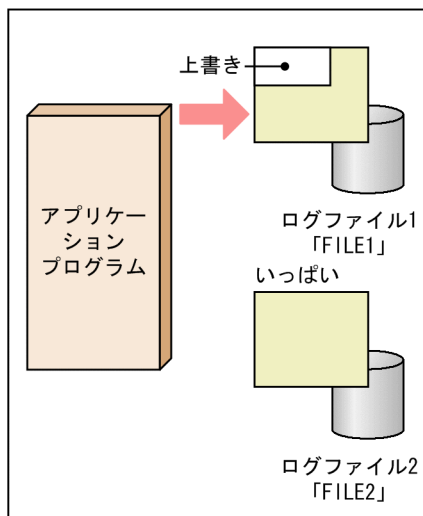 上書き
アプリケー
ション
プログラム
ログファイル1
「FILE1」
いっぱい
ログファイル2
「FILE2」